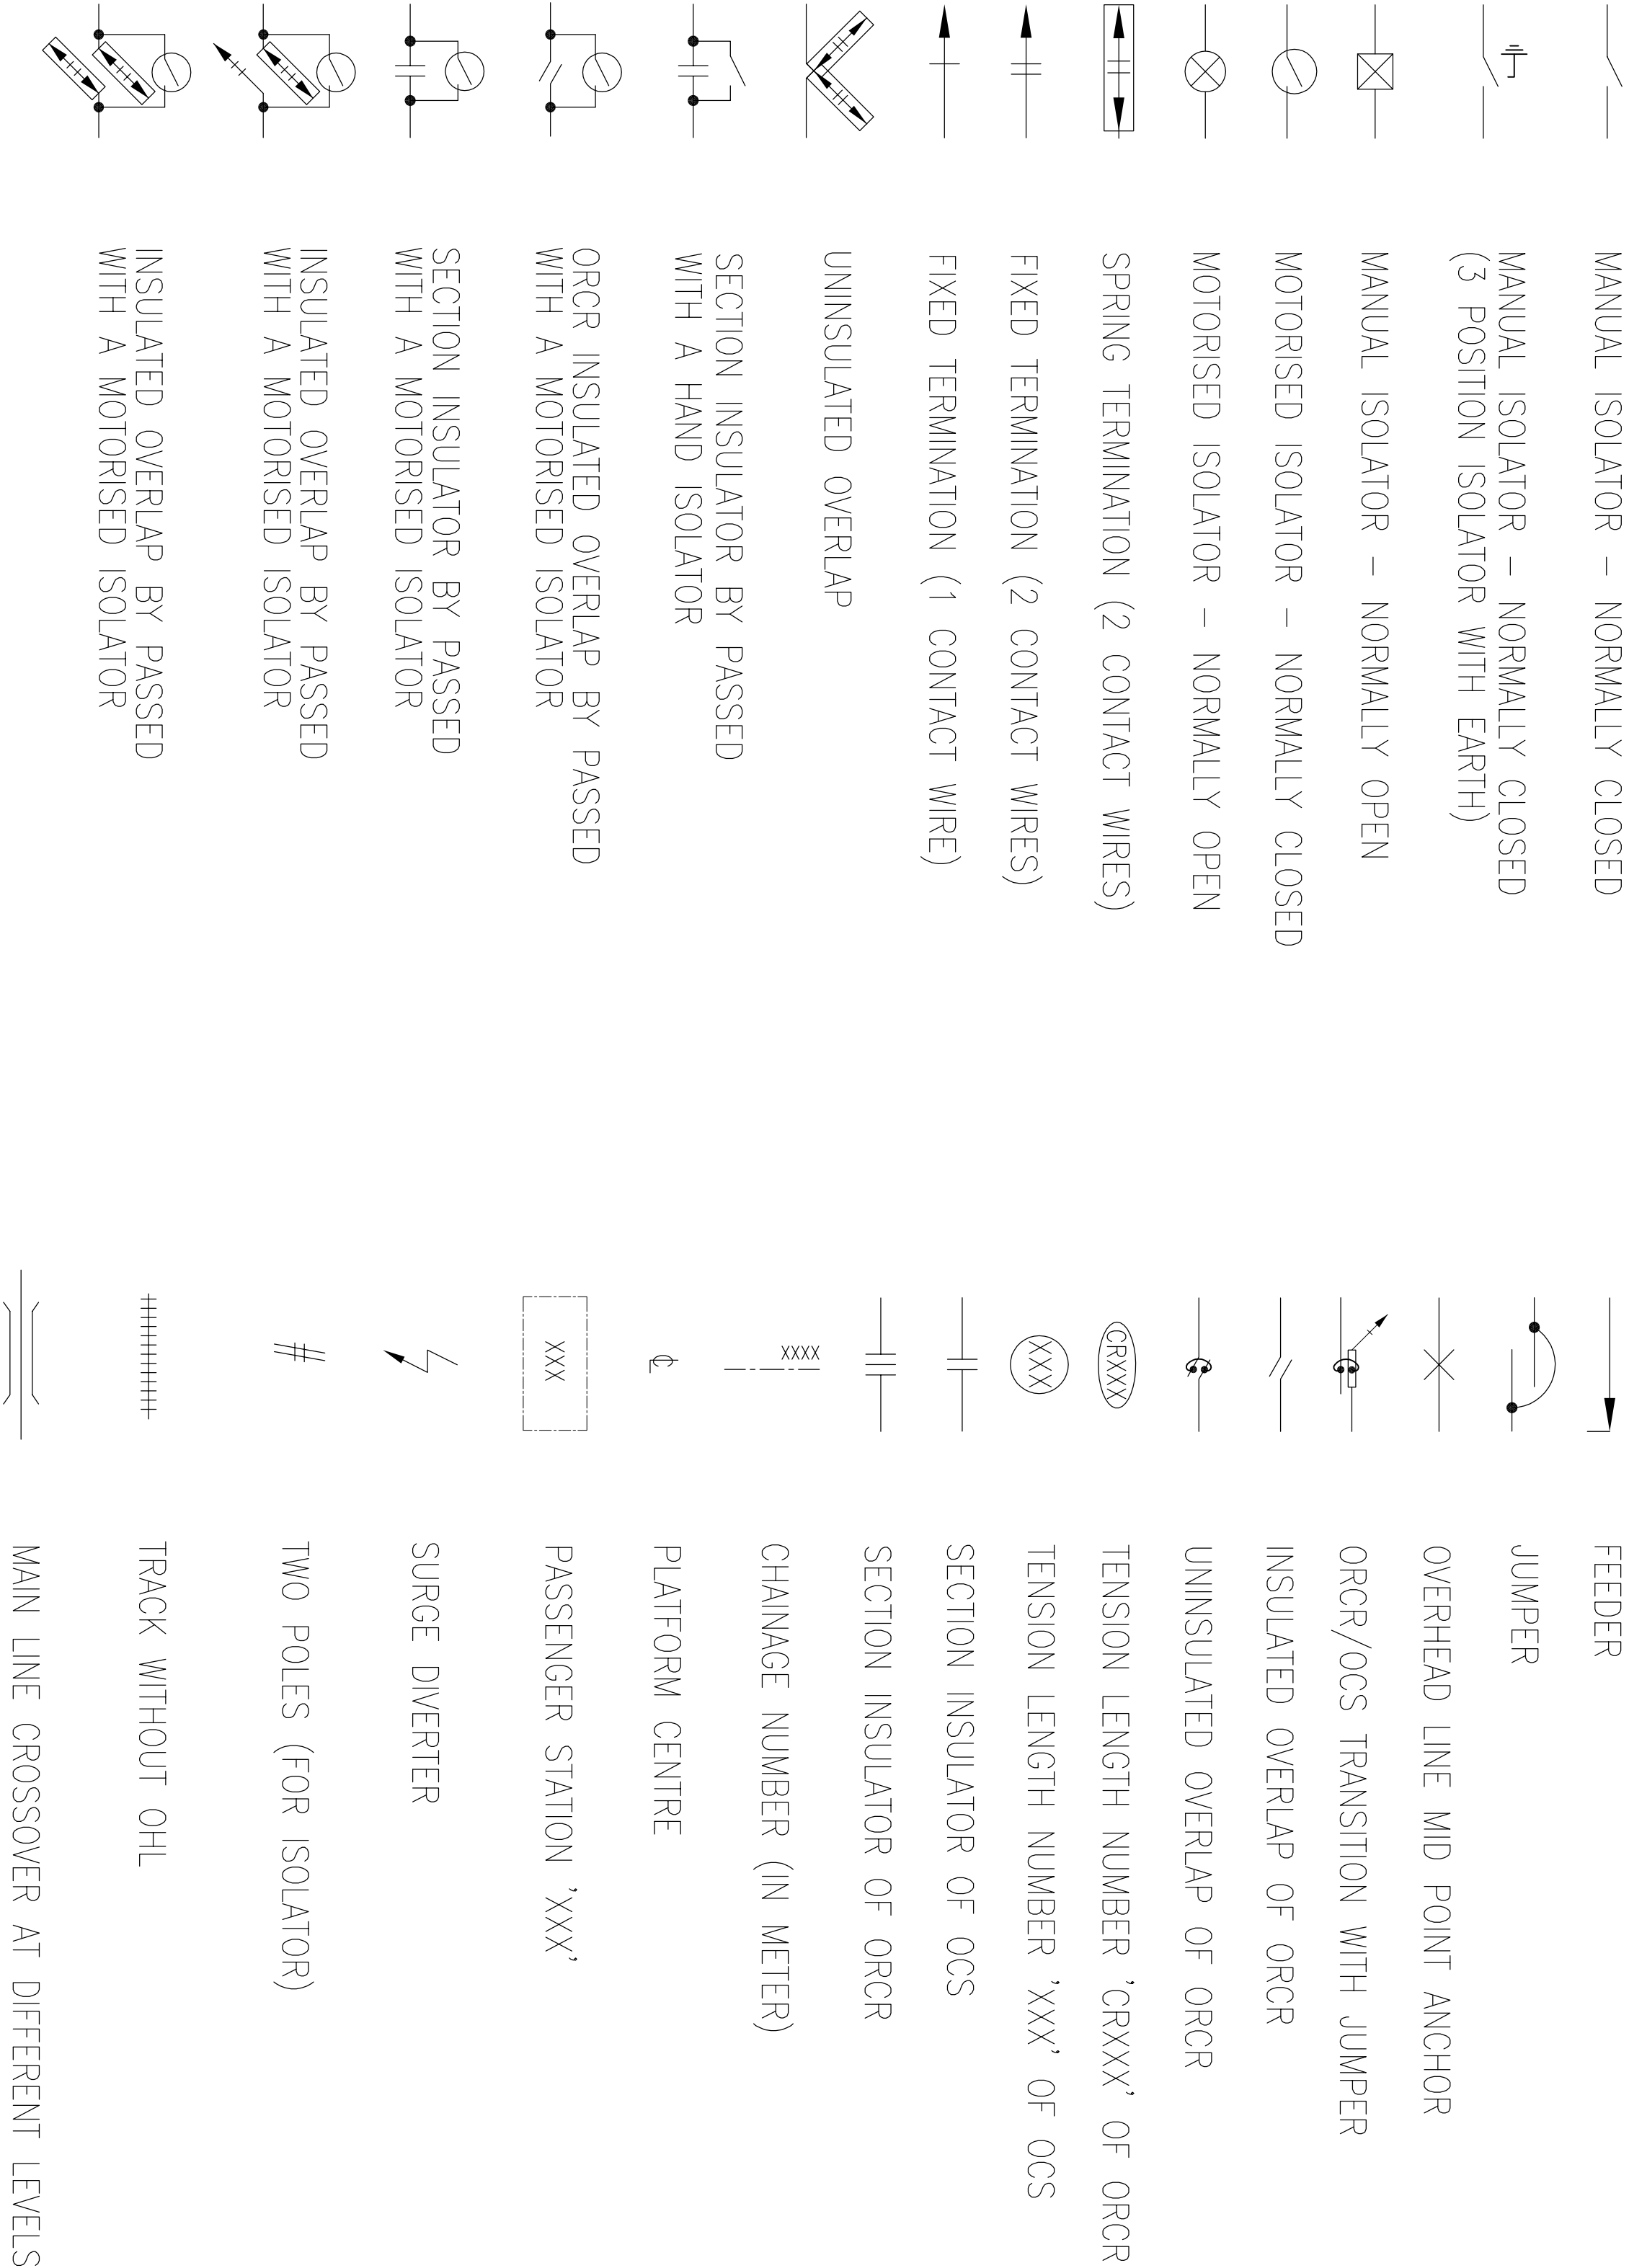 MANUAL ISOLATOR - NORMALLY CLOSED
MANUAL ISOLATOR - NORMALLY CLOSED
(3 POSITION ISOLATOR WITH EARTH)
MANUAL ISOLATOR - NORMALLY OPEN
MOTORISED ISOLATOR - NORMALLY CLOSED
MOTORISED ISOLATOR - NORMALLY OPEN
SPRING TERMINATION (2 CONTACT WIRES)
FIXED TERMINATION (2 CONTACT WIRES)
FIXED TERMINATION (1 CONTACT WIRE)
UNINSULATED OVERLAP
SECTION INSULATOR BY PASSED
WITH A HAND ISOLATOR
ORCR INSULATED OVERLAP BY PASSED
WITH A MOTORISED ISOLATOR
SECTION INSULATOR BY PASSED
WITH A MOTORISED ISOLATOR
INSULATED OVERLAP BY PASSED
WITH A MOTORISED ISOLATOR
INSULATED OVERLAP BY PASSED
WITH A MOTORISED ISOLATOR
FEEDER
JUMPER
OVERHEAD LINE MID POINT ANCHOR
ORCR/OCS TRANSITION WITH JUMPER
INSULATED OVERLAP OF ORCR
UNINSULATED OVERLAP OF ORCR
CRXXX
TENSION LENGTH NUMBER 'CRXXX' OF ORCR
XXX
TENSION LENGTH NUMBER 'XXX' OF OCS
SECTION INSULATOR OF OCS
SECTION INSULATOR OF ORCR
XXXX
CHAINAGE NUMBER (IN METER)
PLATFORM CENTRE
XXX
PASSENGER STATION 'XXX'
SURGE DIVERTER
TWO POLES (FOR ISOLATOR)
TRACK WITHOUT OHL
MAIN LINE CROSSOVER AT DIFFERENT LEVELS